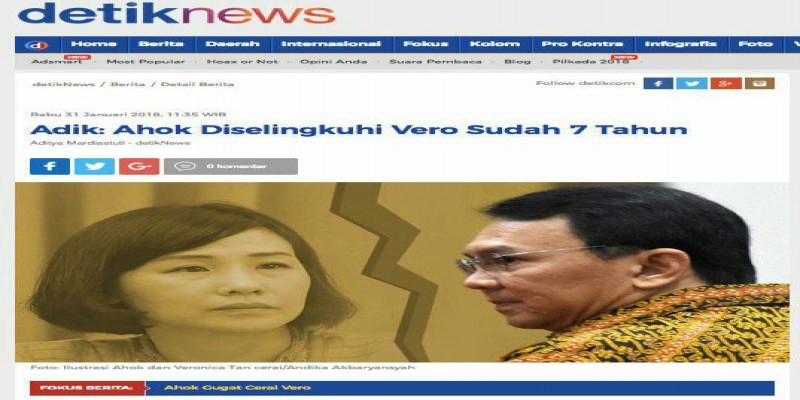 detiknews
d Home Berita Daerah Internasional Fokus Kolom Pro Kontra Infografis Foto V
Adsmart NEW Most Popular Hoax or Not Opini Anda Suara Pembaca Blog Pilkada 2018 NEW
detikNews / Berita / Detail Berita
Follow detikcom
Rabu 31 Januari 2018, 11:35 WIB
Adik: Ahok Diselingkuhi Vero Sudah 7 Tahun
Aditya Mardiastuti - detikNews
0 komentar
Foto: Ilustrasi Ahok dan Veronica Tan cerai/Andika Akbaryansyah
FOKUS BERITA: Ahok Gugat Cerai Vero